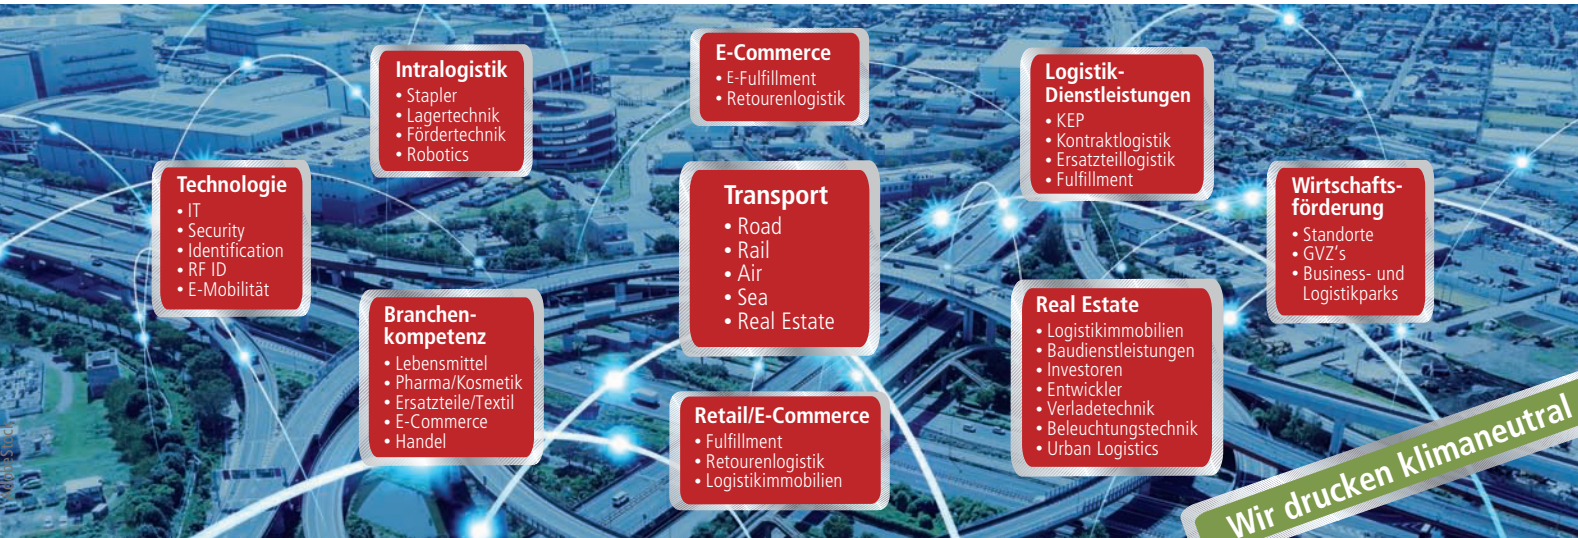 Intralogistik
• Stapler
• Lagertechnik
• Fördertechnik
• Robotics
E-Commerce
• E-Fulfillment
• Retourenlogistik
Logistik-
Dienstleistungen
• KEP
• Kontraktlogistik
• Ersatzteillogistik
• Fulfillment
Technologie
• IT
• Security
• Identification
• RF ID
• E-Mobilität
Transport
• Road
• Rail
• Air
• Sea
• Real Estate
Wirtschafts-
förderung
• Standorte
• GVZ's
• Business- und
Logistikparks
Branchen-
kompetenz
• Lebensmittel
• Pharma/Kosmetik
• Ersatzteile/Textil
• E-Commerce
• Handel
Real Estate
• Logistikimmobilien
• Baudienstleistungen
• Investoren
• Entwickler
• Verladetechnik
• Beleuchtungstechnik
• Urban Logistics
Retail/E-Commerce
• Fulfillment
• Retourenlogistik
• Logistikimmobilien
Wir drucken klimaneutral